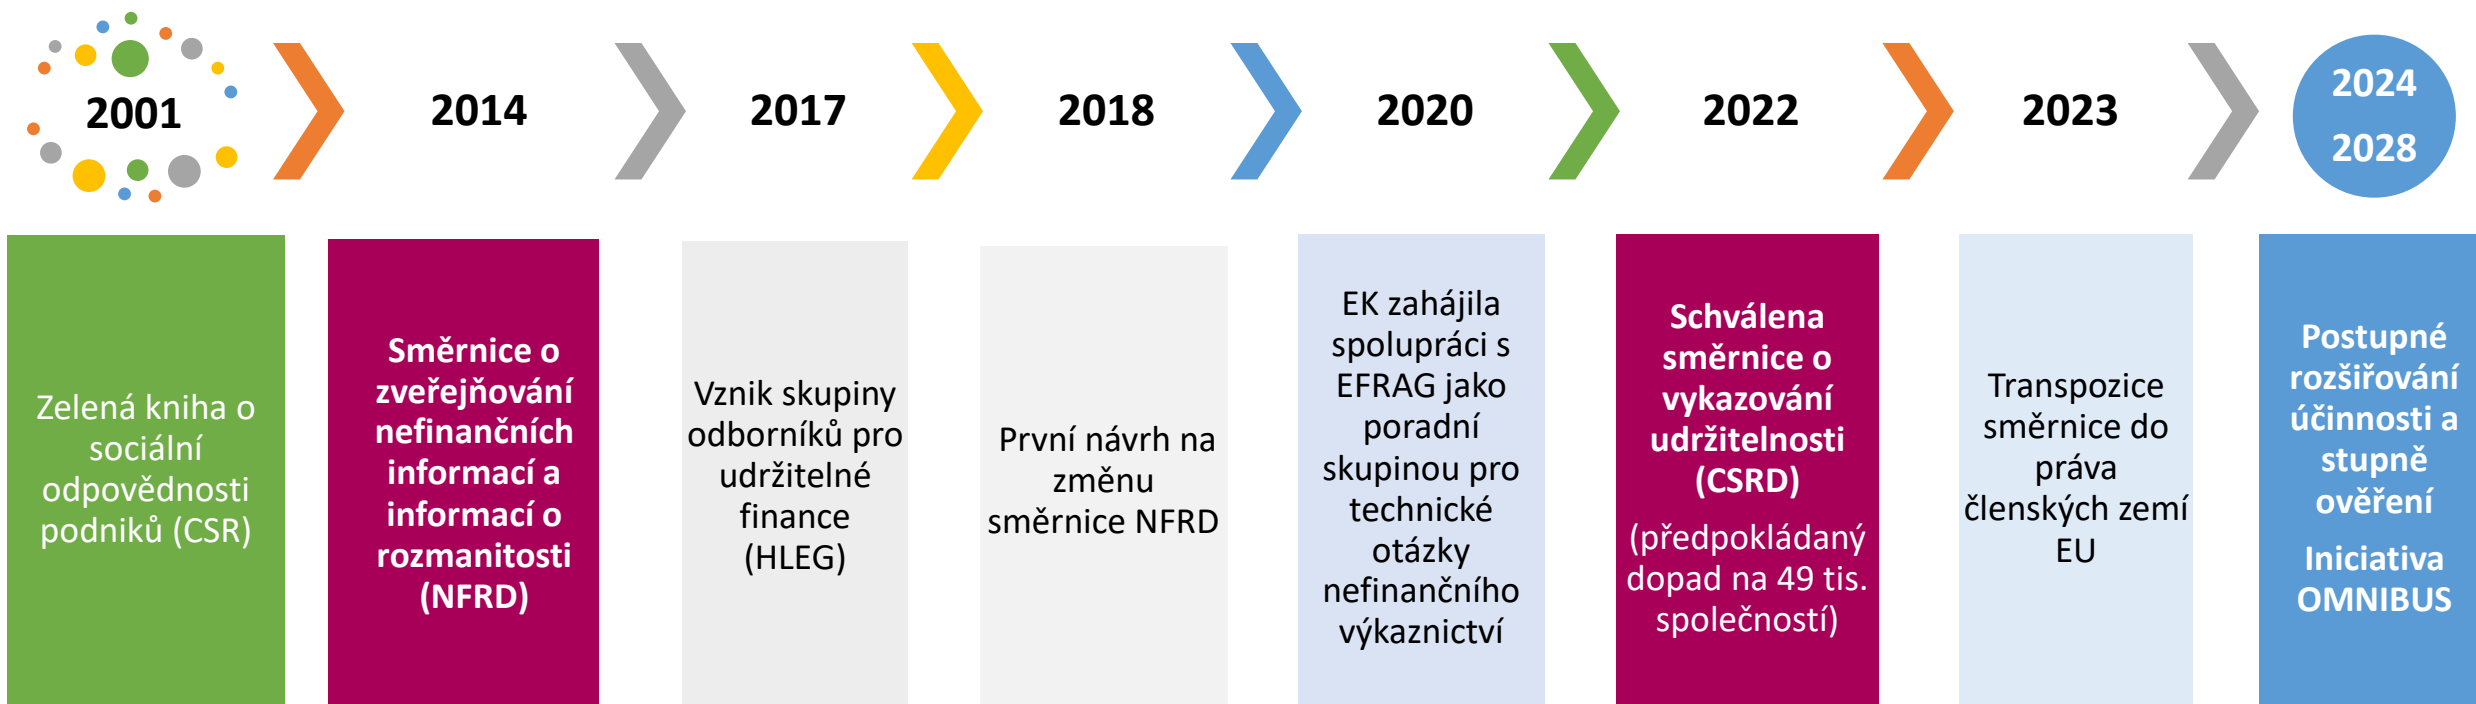 2001
2014
2017
2018
2020
2022
2023
2024
2028
Zelená kniha o
sociální
odpovědnosti
podniků (CSR)
Směrnice o
zveřejňování
nefinančních
informací a
informací o
rozmanitosti
(NFRD)
Vznik skupiny
odborníků pro
udržitelné
finance
(HLEG)
První návrh na
změnu
směrnice NFRD
EK zahájila
spolupráci s
EFRAG jako
poradní
skupinou pro
technické
otázky
nefinančního
výkaznictví
Schválena
směrnice o
vykazování
udržitelnosti
(CSRD)
(předpokládaný
dopad na 49 tis.
společností)
Transpozice
směrnice do
práva
členských zemí
EU
Postupné
rozšiřování
účinnosti a
stupně
ověření
Iniciativa
OMNIBUS